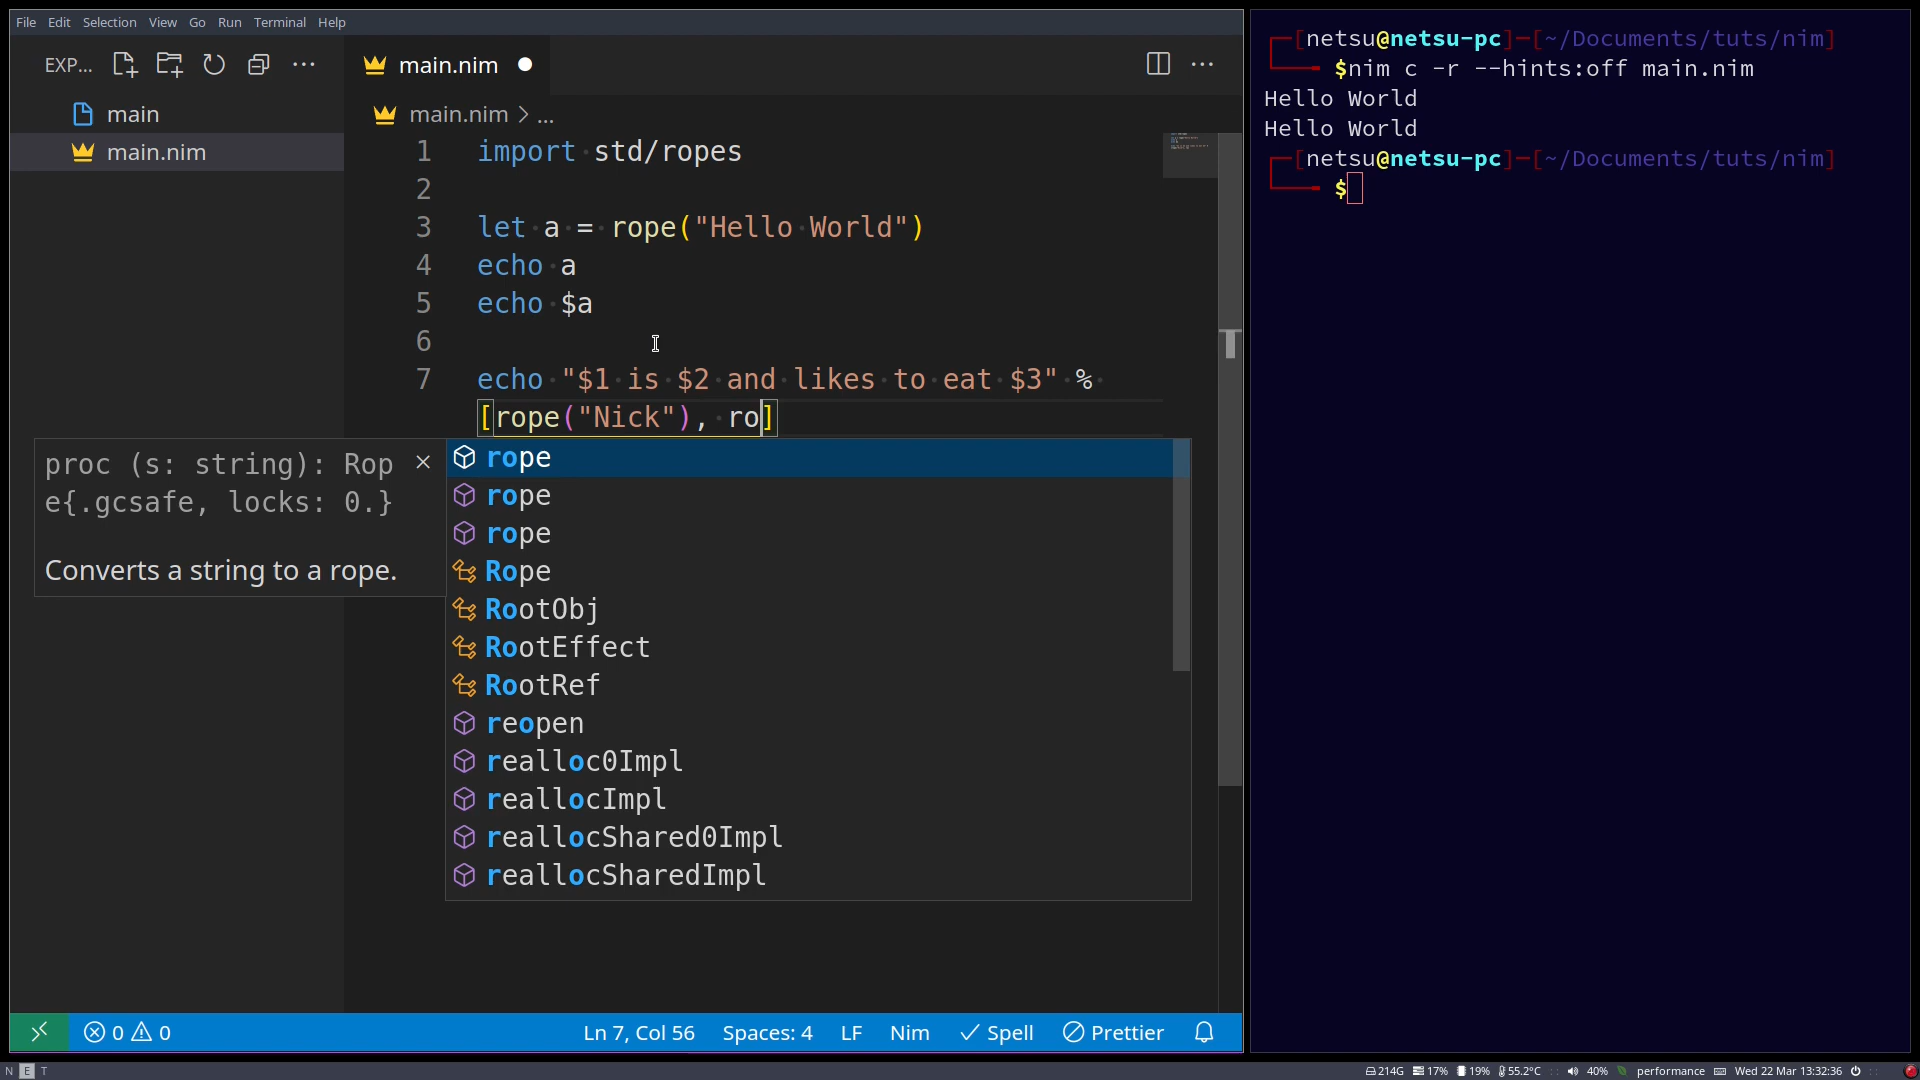 File Edit Selection View Go Run Terminal Help
EXP...
main
main.nim
main.nim
main.nim > ...
1 import std/ropes
2
3 let a = rope("Hello World")
4 echo a
5 echo $a
6
7 echo "$1 is $2 and likes to eat $3" %
[rope("Nick"), ro]
proc (s: string): Rop
e{.gcsafe, locks: 0.}
Converts a string to a rope.
rope
rope
rope
Rope
RootObj
RootEffect
RootRef
reopen
realloc0Impl
reallocImpl
reallocShared0Impl
reallocSharedImpl
0 0
Ln 7, Col 56 Spaces: 4 LF Nim Spell Prettier
[netsu@netsu-pc]-[~/Documents/tuts/nim]
$nim c -r --hints:off main.nim
Hello World
Hello World
[netsu@netsu-pc]-[~/Documents/tuts/nim]
$
N E T
214G 17% 19% 55.2°C 40% performance Wed 22 Mar 13:32:36